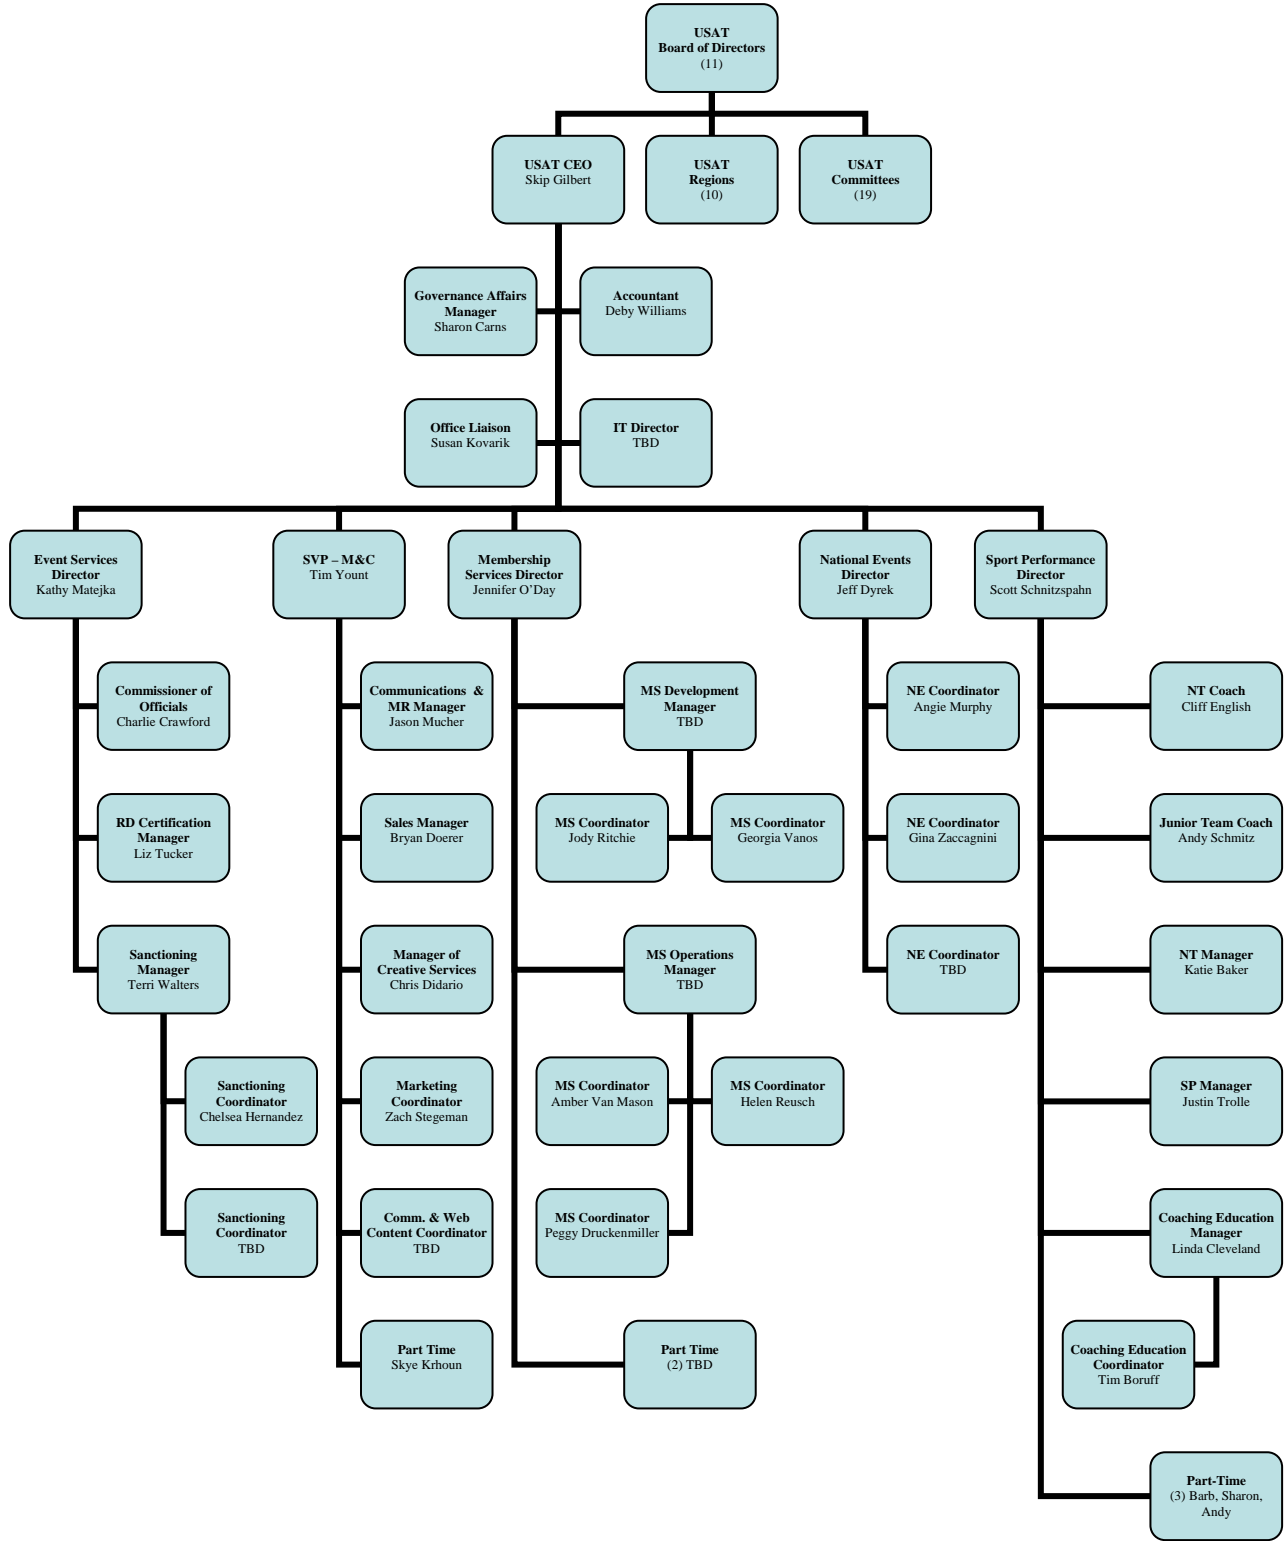 USAT
Board of Directors
(11)
USAT CEO
Skip Gilbert
USAT
Regions
(10)
USAT
Committees
(19)
Governance Affairs
Manager
Sharon Carns
Accountant
Deby Williams
Office Liaison
Susan Kovarik
IT Director
TBD
Event Services
Director
Kathy Matejka
SVP – M&C
Tim Yount
Membership
Services Director
Jennifer O’Day
National Events
Director
Jeff Dyrek
Sport Performance
Director
Scott Schnitzspahn
Commissioner of
Officials
Charlie Crawford
Communications  &
MR Manager
Jason Mucher
MS Development
Manager
TBD
NE Coordinator
Angie Murphy
NT Coach
Cliff English
RD Certification
Manager
Liz Tucker
Sales Manager
Bryan Doerer
MS Coordinator
Jody Ritchie
MS Coordinator
Georgia Vanos
NE Coordinator
Gina Zaccagnini
Junior Team Coach
Andy Schmitz
Sanctioning
Manager
Terri Walters
Manager of
Creative Services
Chris Didario
MS Operations
Manager
TBD
NE Coordinator
TBD
NT Manager
Katie Baker
Sanctioning
Coordinator
Chelsea Hernandez
Marketing
Coordinator
Zach Stegeman
MS Coordinator
Amber Van Mason
MS Coordinator
Helen Reusch
SP Manager
Justin Trolle
Sanctioning
Coordinator
TBD
Comm. & Web
Content Coordinator
TBD
MS Coordinator
Peggy Druckenmiller
Coaching Education
Manager
Linda Cleveland
Part Time
Skye Krhoun
Part Time
(2) TBD
Coaching Education
Coordinator
Tim Boruff
Part-Time
(3) Barb, Sharon,
Andy